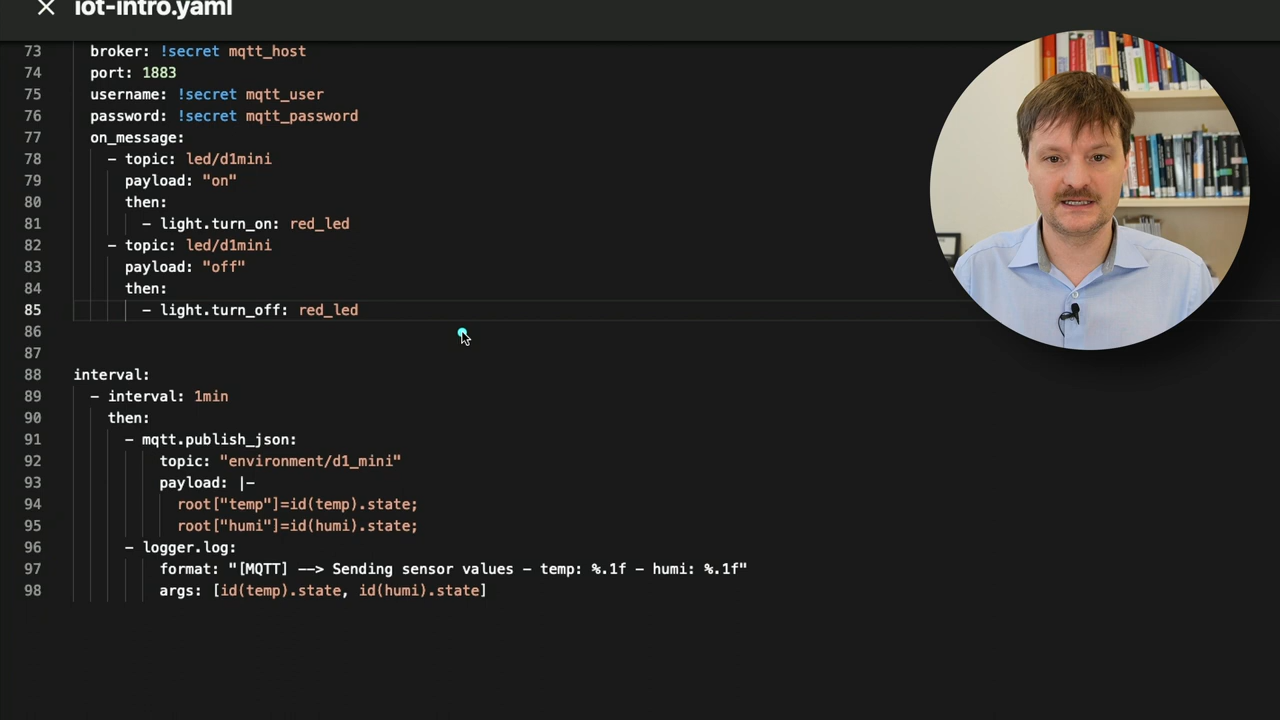 iot-intro.yaml
73 broker: !secret mqtt_host
74 port: 1883
75 username: !secret mqtt_user
76 password: !secret mqtt_password
77 on_message:
78 - topic: led/d1mini
79 payload: "on"
80 then:
81 - light.turn_on: red_led
82 - topic: led/d1mini
83 payload: "off"
84 then:
85 - light.turn_off: red_led
86
87
88 interval:
89 - interval: 1min
90 then:
91 - mqtt.publish_json:
92 topic: "environment/d1_mini"
93 payload: |-
94 root["temp"]=id(temp).state;
95 root["humi"]=id(humi).state;
96 - logger.log:
97 format: "[MQTT] --> Sending sensor values - temp: %.1f - humi: %.1f"
98 args: [id(temp).state, id(humi).state]